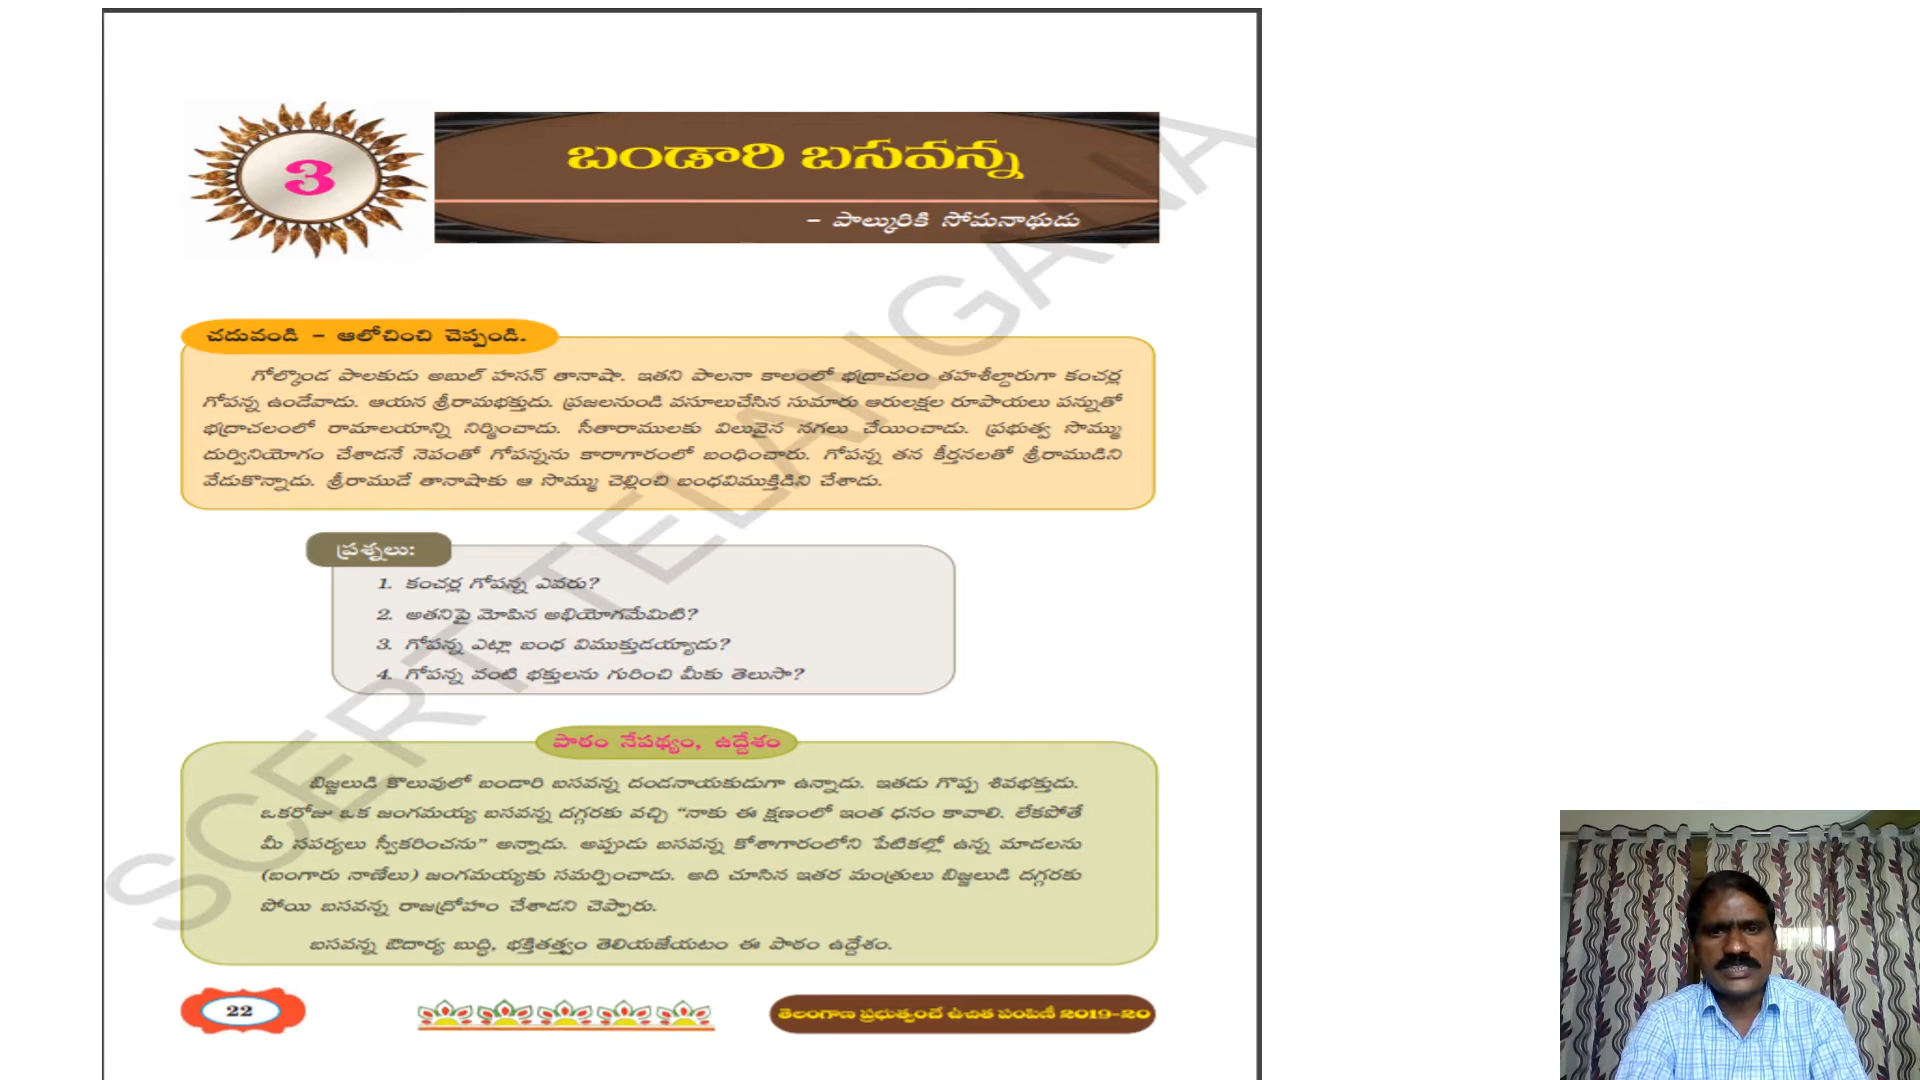 3
బండారి బసవన్న
- పాల్కురికి సోమనాథుడు
చదువండి - ఆలోచించి చెప్పండి.
గోల్కొండ పాలకుడు అబుల్ హసన్ తానాషా. ఇతని పాలనా కాలంలో భద్రాచలం తహశీల్దారుగా కంచర్ల
గోపన్న ఉండేవాడు. ఆయన శ్రీరామభక్తుడు. ప్రజలనుండి వసూలుచేసిన సుమారు ఆరులక్షల రూపాయలు పన్నుతో
భద్రాచలంలో రామాలయాన్ని నిర్మించాడు. సీతారాములకు విలువైన నగలు చేయించాడు. ప్రభుత్వ సొమ్ము
దుర్వినియోగం చేశాడనే నెపంతో గోపన్నను కారాగారంలో బంధించారు. గోపన్న తన కీర్తనలతో శ్రీరాముడిని
వేడుకొన్నాడు. శ్రీరాముడే తానాషాకు ఆ సొమ్ము చెల్లించి బంధవిముక్తిడిని చేశాడు.
ప్రశ్నలు:
1. కంచర్ల గోపన్న ఎవరు?
2. అతనిపై మోపిన అభియోగమేమిటి?
3. గోపన్న ఎట్లా బంధ విముక్తుడయ్యాడు?
4. గోపన్న వంటి భక్తులను గురించి మీకు తెలుసా?
పాఠం నేపథ్యం, ఉద్దేశం
బిజ్జలుడి కొలువులో బండారి బసవన్న దండనాయకుడుగా ఉన్నాడు. ఇతడు గొప్ప శివభక్తుడు.
ఒకరోజు ఒక జంగమయ్య బసవన్న దగ్గరకు వచ్చి "నాకు ఈ క్షణంలో ఇంత ధనం కావాలి. లేకపోతే
మీ సపర్యలు స్వీకరించను" అన్నాడు. అప్పుడు బసవన్న కోశాగారంలోని పేటికల్లో ఉన్న మాడలను
(బంగారు నాణేలు) జంగమయ్యకు సమర్పించాడు. అది చూసిన ఇతర మంత్రులు బిజ్జలుడి దగ్గరకు
పోయి బసవన్న రాజద్రోహం చేశాడని చెప్పారు.
బసవన్న ఔదార్య బుద్ధి, భక్తితత్త్వం తెలియజేయటం ఈ పాఠం ఉద్దేశం.
22
తెలంగాణ ప్రభుత్వంచే ఉచిత పంపిణీ 2019-20
SCERT TELANGANA